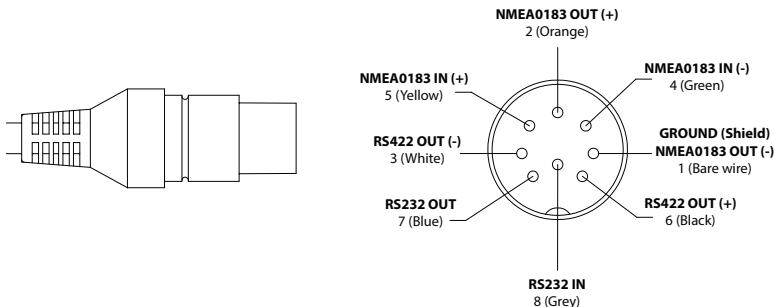 NMEA0183 OUT (+)
2 (Orange)
NMEA0183 IN (+)
5 (Yellow)
NMEA0183 IN (-)
4 (Green)
RS422 OUT (-)
3 (White)
GROUND (Shield)
NMEA0183 OUT (-)
1 (Bare wire)
RS232 OUT
7 (Blue)
RS422 OUT (+)
6 (Black)
RS232 IN
8 (Grey)